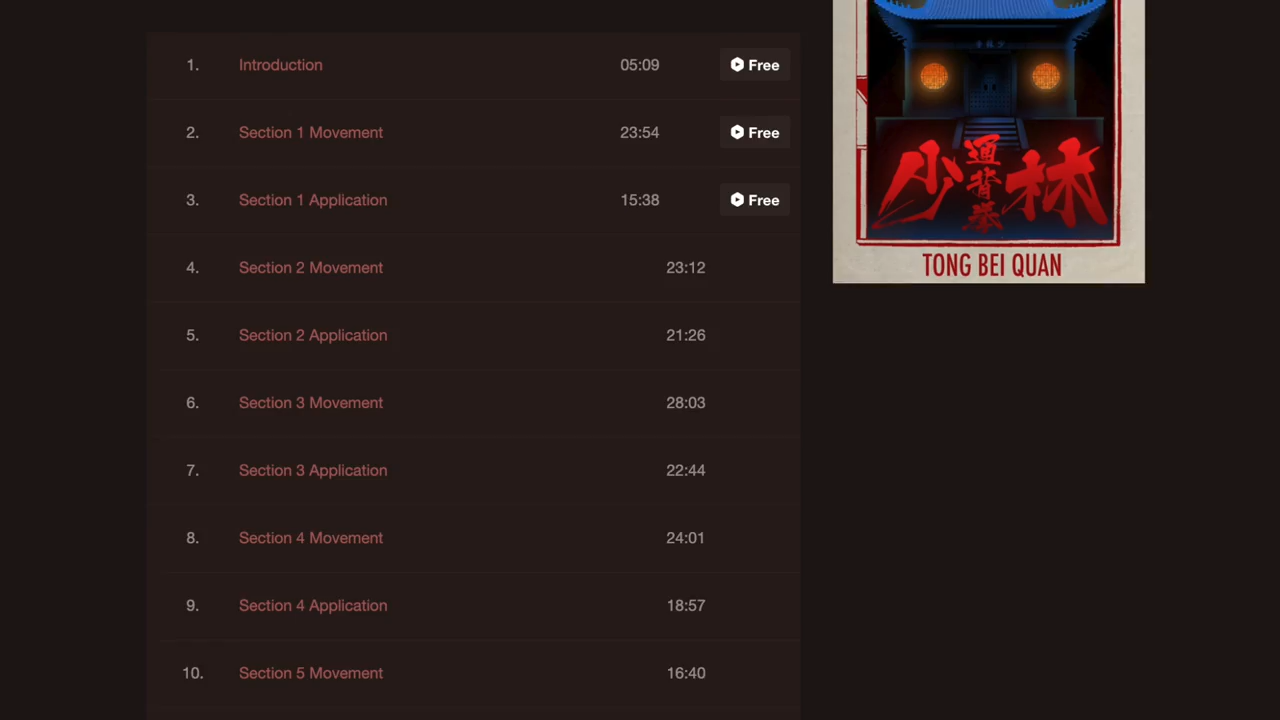 1. Introduction 05:09 Free
2. Section 1 Movement 23:54 Free
3. Section 1 Application 15:38 Free
4. Section 2 Movement 23:12
5. Section 2 Application 21:26
6. Section 3 Movement 28:03
7. Section 3 Application 22:44
8. Section 4 Movement 24:01
9. Section 4 Application 18:57
10. Section 5 Movement 16:40
少林
通背拳
TONG BEI QUAN